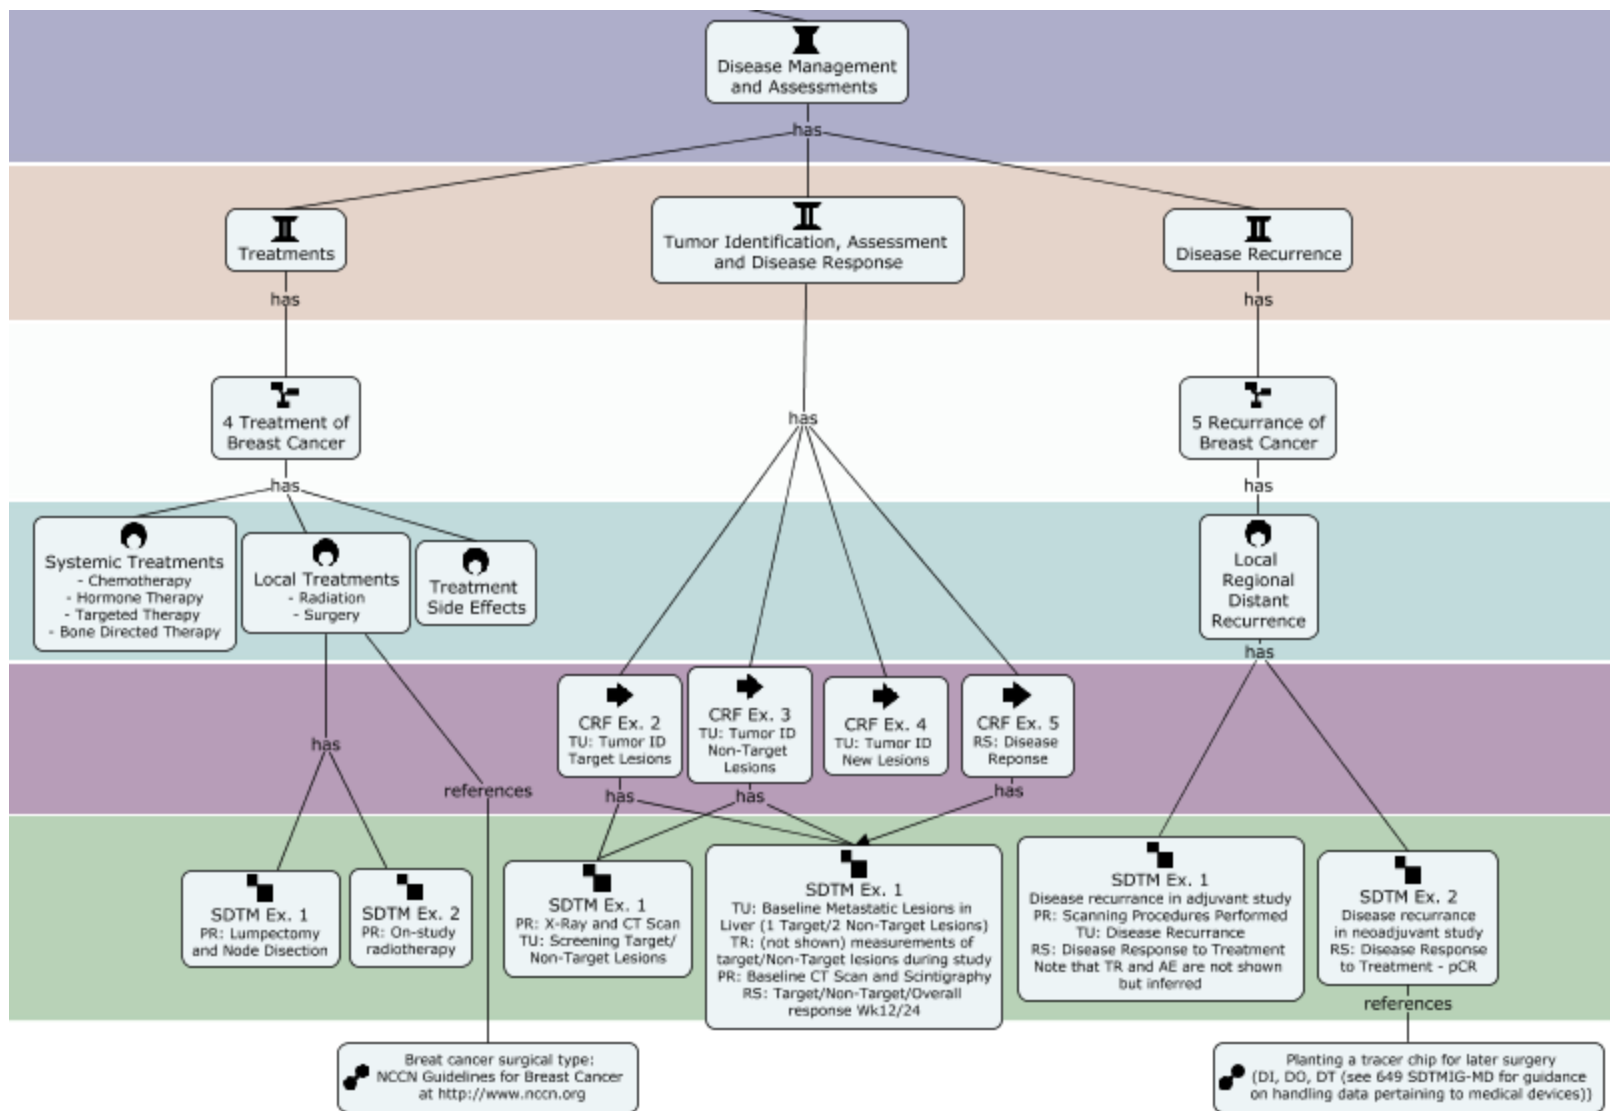 Disease Management
and Assessments
has
Treatments
Tumor Identification, Assessment
and Disease Response
Disease Recurrence
has
has
4 Treatment of
Breast Cancer
has
5 Recurrance of
Breast Cancer
has
has
Systemic Treatments
- Chemotherapy
- Hormone Therapy
- Targeted Therapy
- Bone Directed Therapy
Local Treatments
- Radiation
- Surgery
Treatment
Side Effects
Local
Regional
Distant
Recurrence
has
CRF Ex. 2
TU: Tumor ID
Target Lesions
CRF Ex. 3
TU: Tumor ID
Non-Target
Lesions
CRF Ex. 4
TU: Tumor ID
New Lesions
CRF Ex. 5
RS: Disease
Reponse
has
references
has
has
has
SDTM Ex. 1
PR: Lumpectomy
and Node Disection
SDTM Ex. 2
PR: On-study
radiotherapy
SDTM Ex. 1
PR: X-Ray and CT Scan
TU: Screening Target/
Non-Target Lesions
SDTM Ex. 1
TU: Baseline Metastatic Lesions in
Liver (1 Target/2 Non-Target Lesions)
TR: (not shown) measurements of
target/Non-Target lesions during study
PR: Baseline CT Scan and Scintigraphy
RS: Target/Non-Target/Overall
response Wk12/24
SDTM Ex. 1
Disease recurrence in adjuvant study
PR: Scanning Procedures Performed
TU: Disease Recurrance
RS: Disease Response to Treatment
Note that TR and AE are not shown
but inferred
SDTM Ex. 2
Disease recurrance
in neoadjuvant study
RS: Disease Response
to Treatment - pCR
references
Breat cancer surgical type:
NCCN Guidelines for Breast Cancer
at http://www.nccn.org
Planting a tracer chip for later surgery
(DI, DO, DT (see 649 SDTMIG-MD for guidance
on handling data pertaining to medical devices))